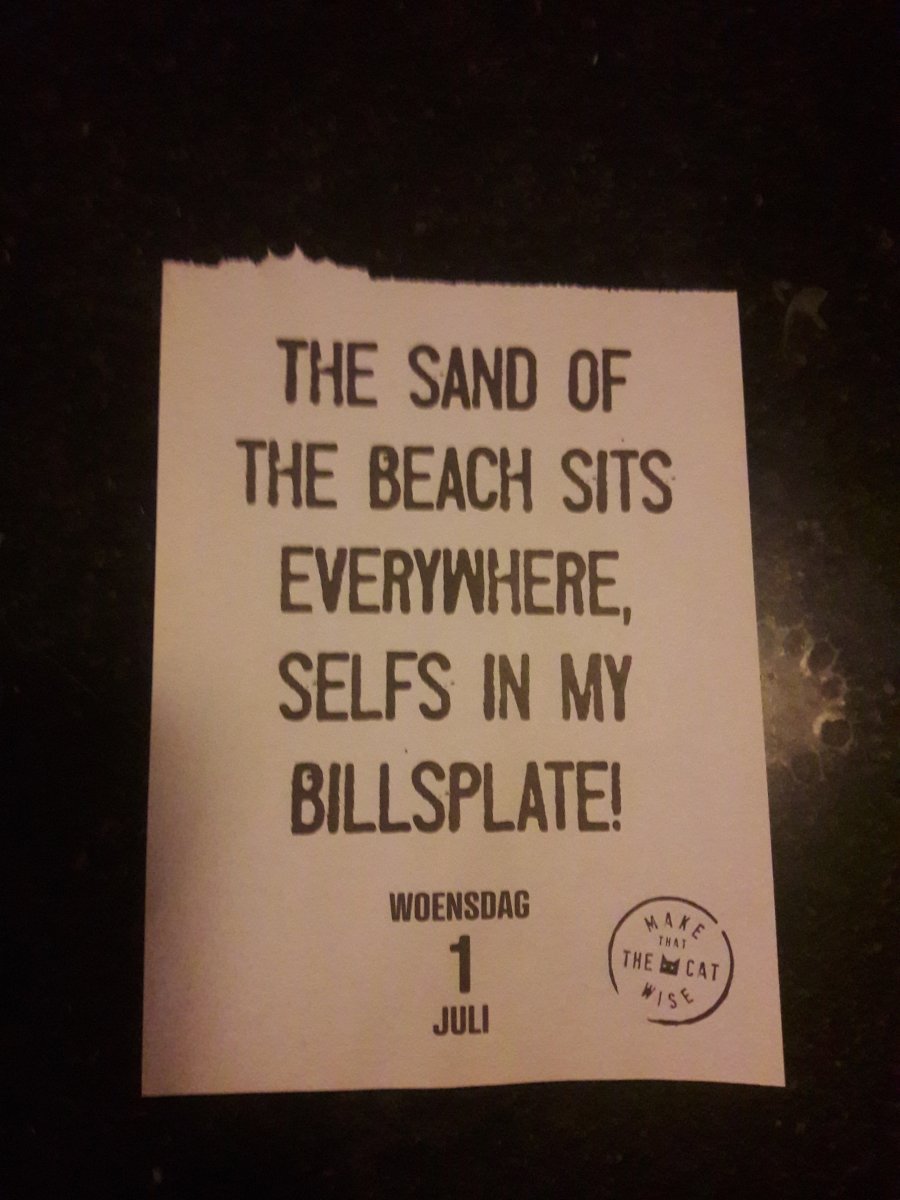 THE SAND OF
THE BEACH SITS
EVERYWHERE,
SELFS IN MY
BILLSPLATE!
WOENSDAG
1
JULI
MAKE
THAT
THE CAT
WISE